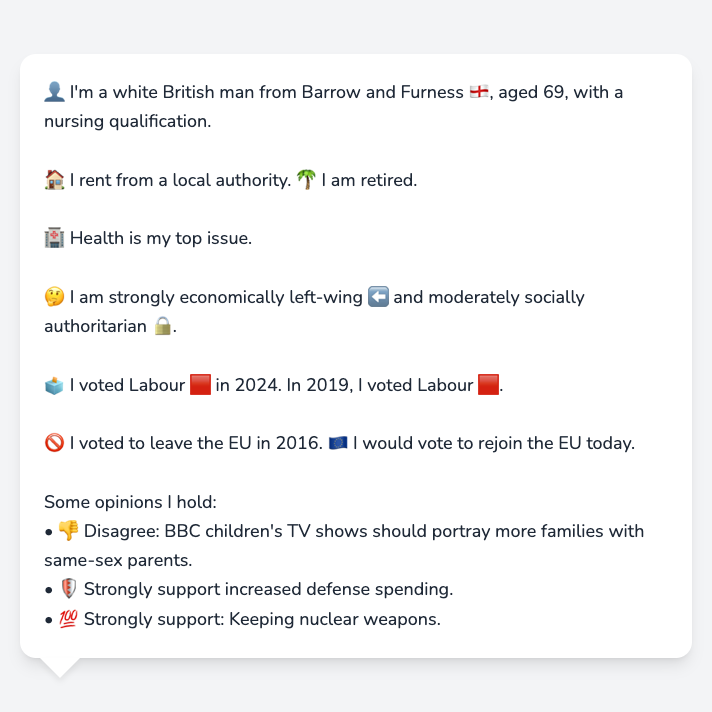 👤 I'm a white British man from Barrow and Furness 🏴󠁧󠁢󠁥󠁮󠁧󠁿, aged 69, with a
nursing qualification.
🏠 I rent from a local authority. 🌴 I am retired.
🏥 Health is my top issue.
🤔 I am strongly economically left-wing ⬅️ and moderately socially
authoritarian 🔒.
🗳️ I voted Labour 🟥 in 2024. In 2019, I voted Labour 🟥.
🚫 I voted to leave the EU in 2016. 🇪🇺 I would vote to rejoin the EU today.
Some opinions I hold:
• 👎 Disagree: BBC children's TV shows should portray more families with
same-sex parents.
• 🛡️ Strongly support increased defense spending.
• 💯 Strongly support: Keeping nuclear weapons.